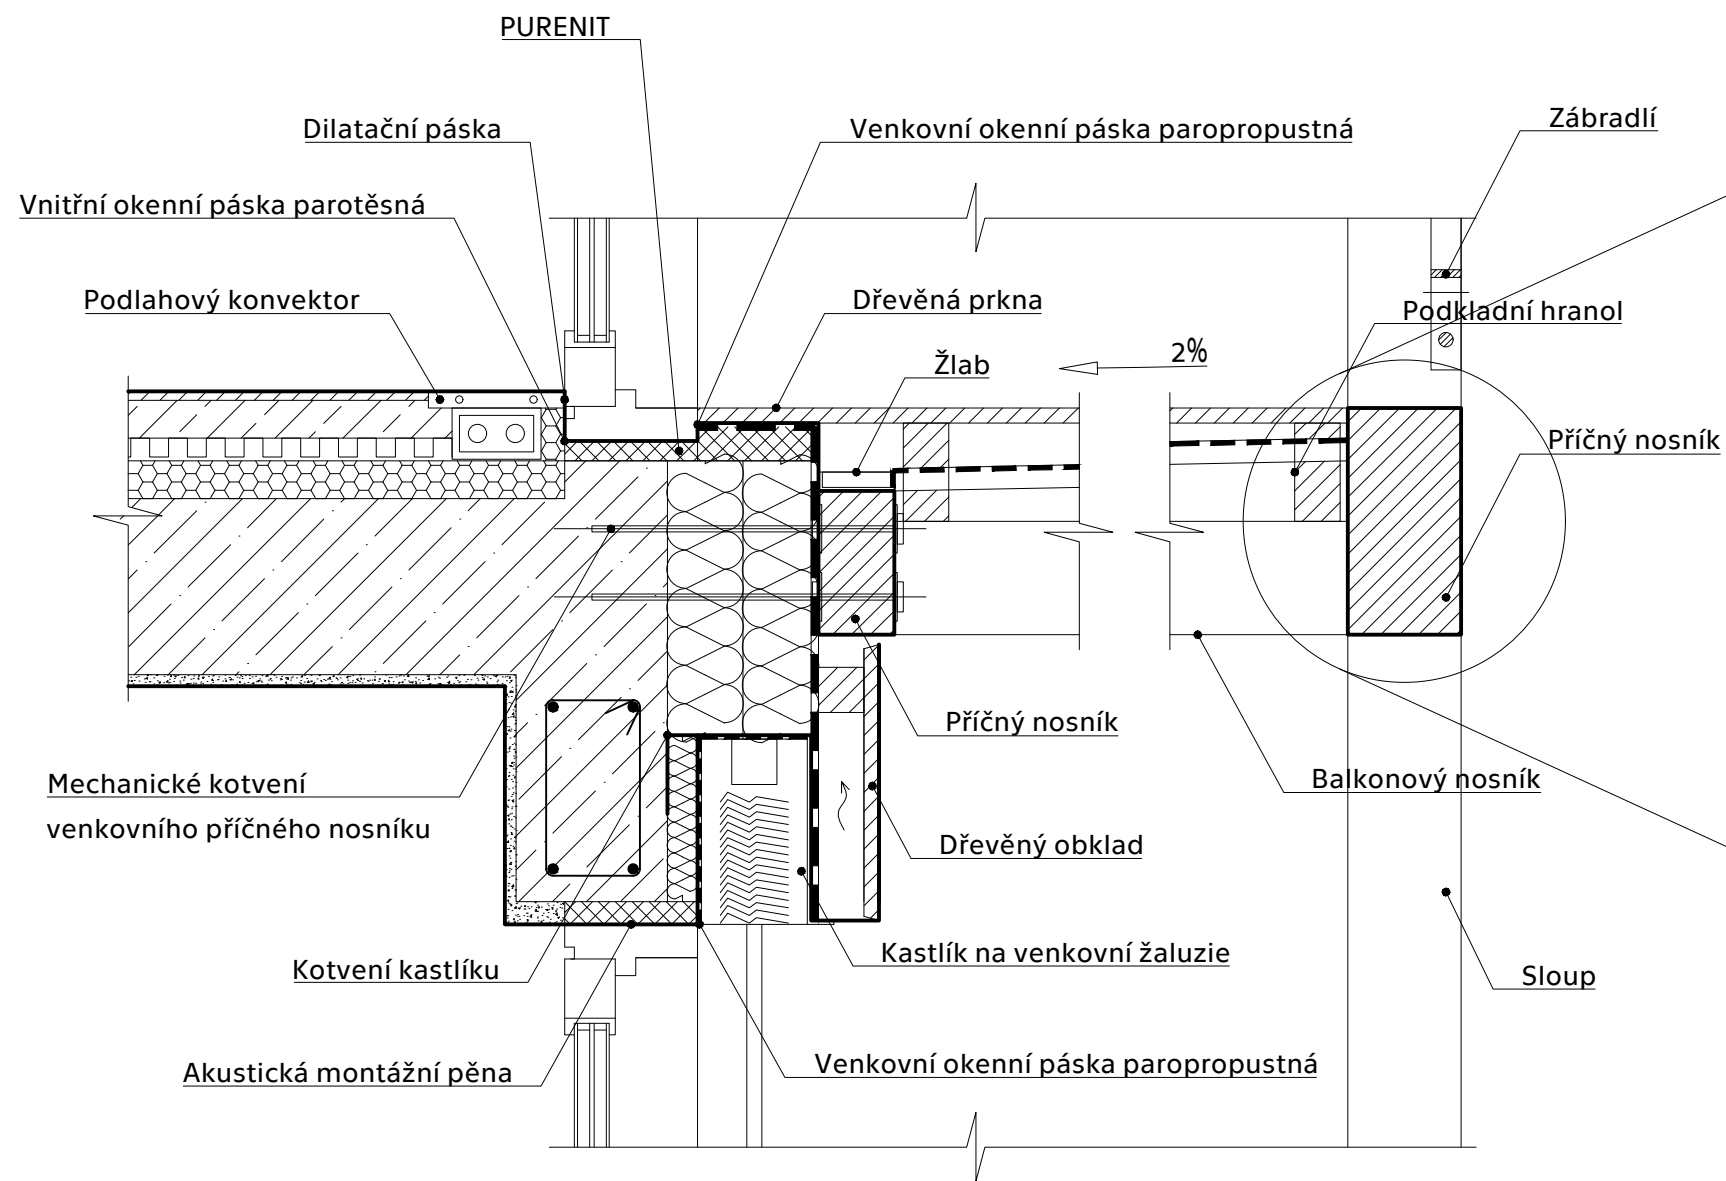 PURENIT
Dilatační páska
Venkovní okenní páska paropropustná
Zábradlí
Vnitřní okenní páska parotěsná
Podlahový konvektor
Dřevěná prkna
Podkladní hranol
Žlab
2%
Příčný nosník
Příčný nosník
Mechanické kotvení
venkovního příčného nosníku
Balkonový nosník
Dřevěný obklad
Kotvení kastlíku
Kastlík na venkovní žaluzie
Sloup
Akustická montážní pěna
Venkovní okenní páska paropropustná